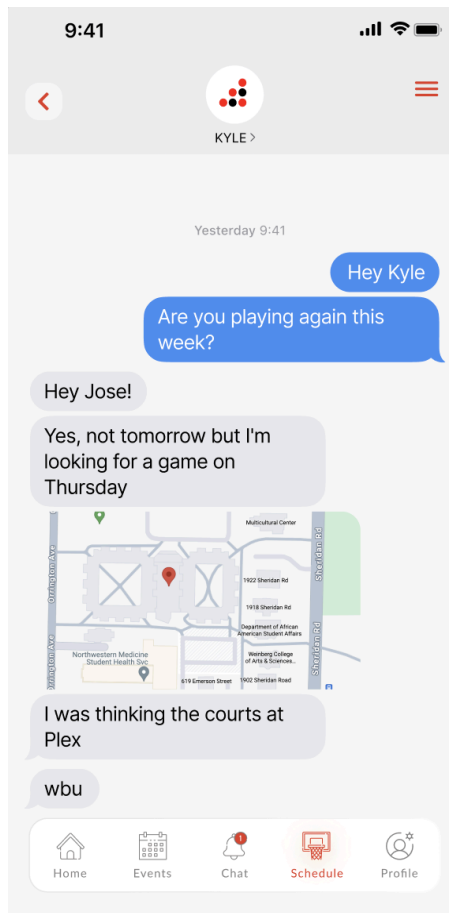 9:41
KYLE >
Yesterday 9:41
Hey Kyle
Are you playing again this
week?
Hey Jose!
Yes, not tomorrow but I'm
looking for a game on
Thursday
Multicultural Center
Orrington Ave
Sheridan Rd
1922 Sheridan Rd
1918 Sheridan Rd
Department of African
American Student Affairs
Orrington Ave
Sheridan Rd
Northwestern Medicine
Student Health Svc
Weinberg College
of Arts & Sciences...
619 Emerson Street
1902 Sheridan Road
I was thinking the courts at
Plex
wbu
1
Home
Events
Chat
Schedule
Profile